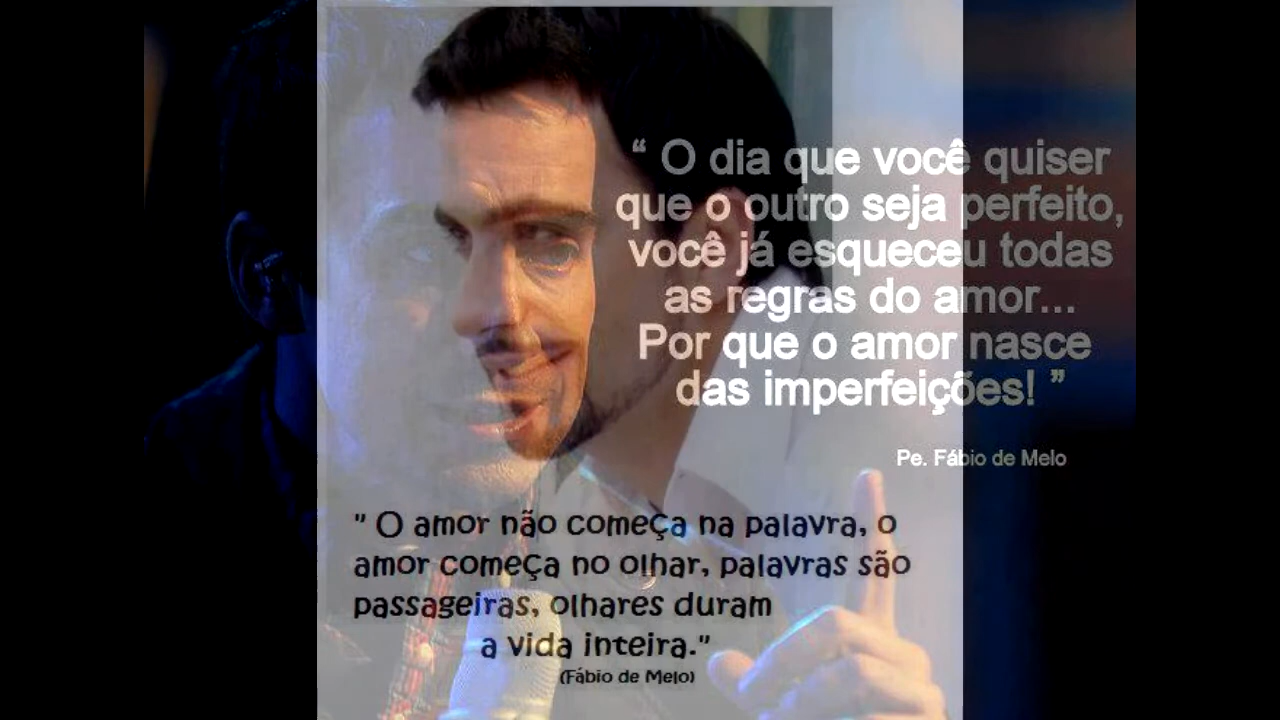 “ O dia que você quiser
que o outro seja perfeito,
você já esqueceu todas
as regras do amor...
Por que o amor nasce
das imperfeições! ”
Pe. Fábio de Melo
" O amor não começa na palavra, o
amor começa no olhar, palavras são
passageiras, olhares duram
a vida inteira."
(Fábio de Melo)